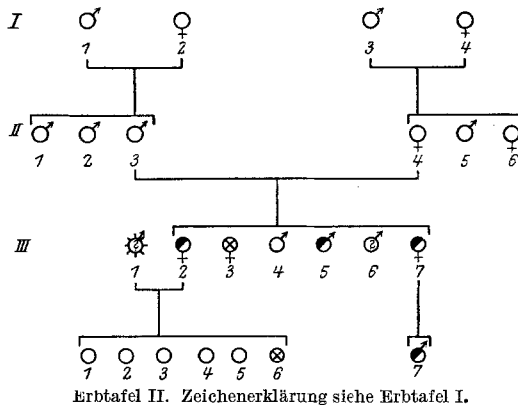 I
1 2 3 4
II
1 2 3 4 5 6
III
? ?
1 2 3 4 5 6 7
1 2 3 4 5 6 7
Erbtafel II. Zeichenerklärung siehe Erbtafel I.